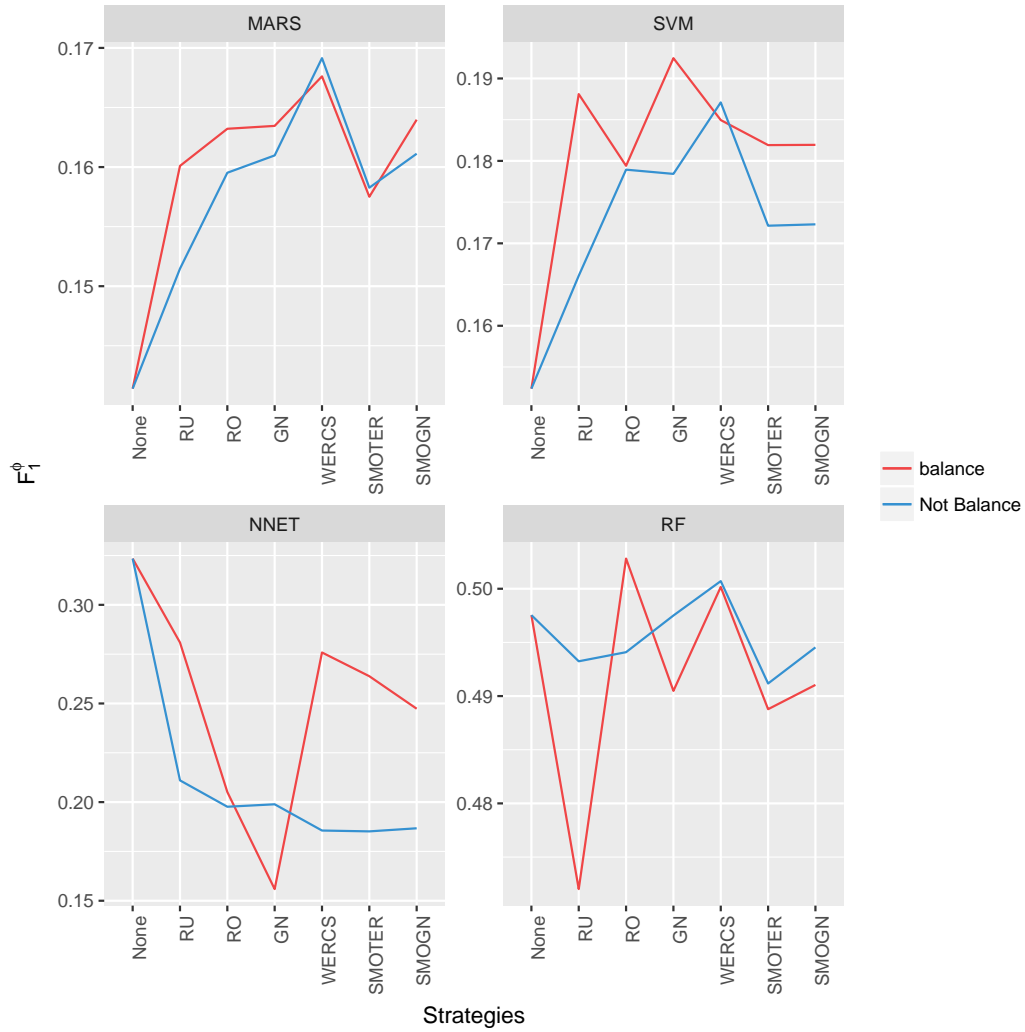 MARS
SVM
0.17
0.16
0.15
0.19
0.18
0.17
0.16
None
RU
RO
GN
WERCS
SMOTER
SMOGN
None
RU
RO
GN
WERCS
SMOTER
SMOGN
F₁^ϕ
balance
Not Balance
NNET
RF
0.30
0.25
0.20
0.15
0.50
0.49
0.48
None
RU
RO
GN
WERCS
SMOTER
SMOGN
None
RU
RO
GN
WERCS
SMOTER
SMOGN
Strategies